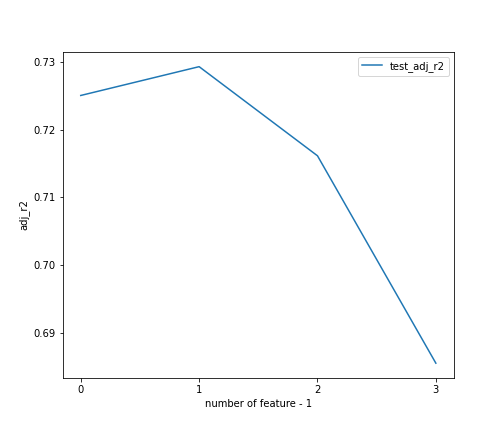 test_adj_r2
0.73
0.72
0.71
0.70
0.69
adj_r2
0 1 2 3
number of feature - 1